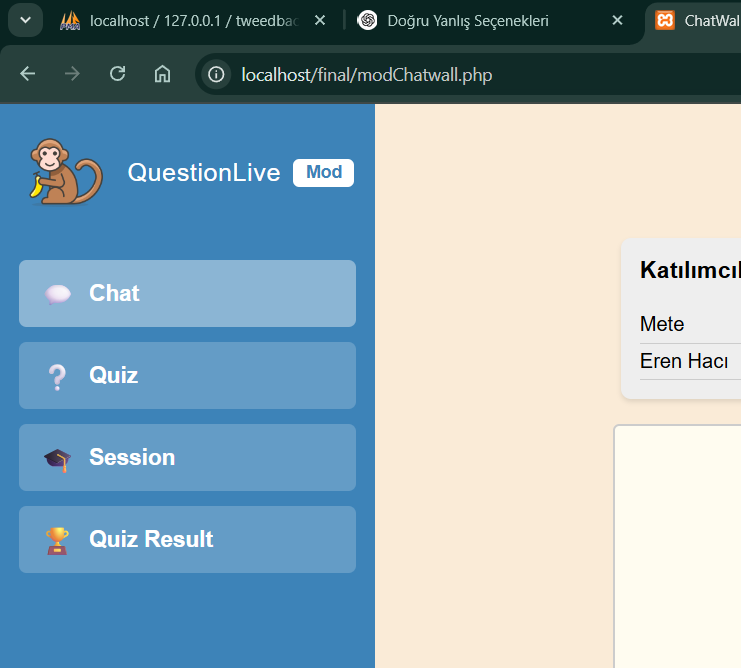 localhost / 127.0.0.1 / tweedbac
Doğru Yanlış Seçenekleri
ChatWal
localhost/final/modChatwall.php
QuestionLive Mod
Chat
Quiz
Session
Quiz Result
Katılımcıl
Mete
Eren Hacı